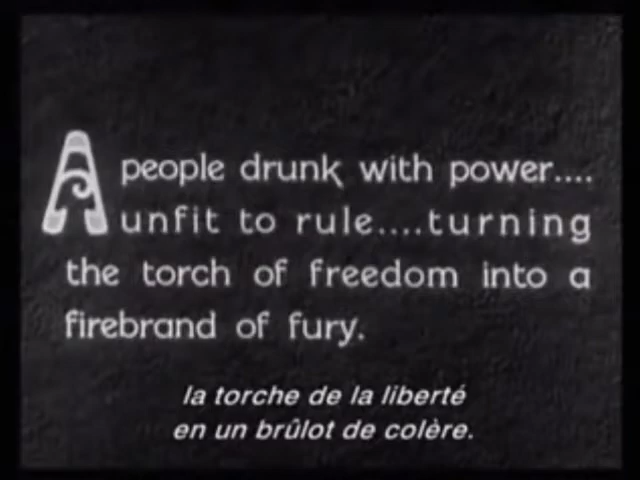 A people drunk with power....
unfit to rule....turning
the torch of freedom into a
firebrand of fury.
la torche de la liberté
en un brûlot de colère.